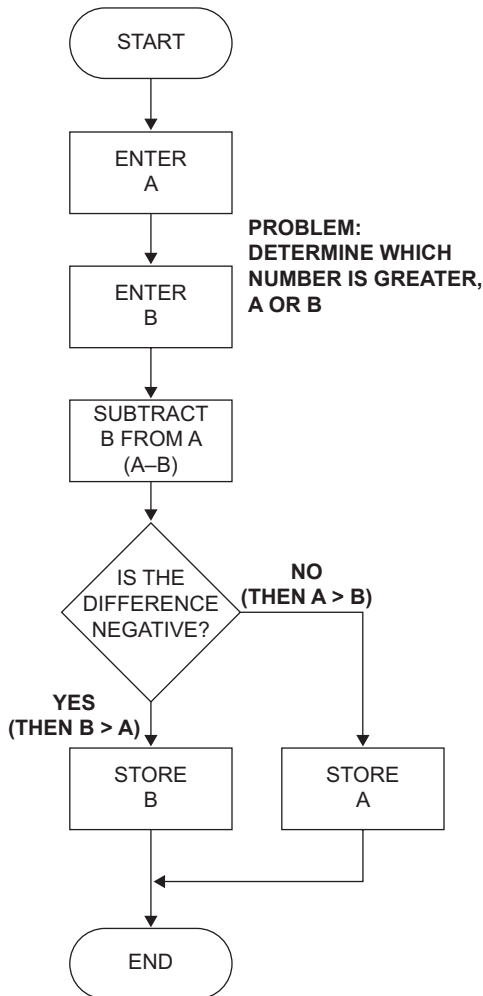 START
ENTER
A
PROBLEM:
DETERMINE WHICH
NUMBER IS GREATER,
A OR B
ENTER
B
SUBTRACT
B FROM A
(A–B)
IS THE
DIFFERENCE
NEGATIVE?
NO
(THEN A > B)
YES
(THEN B > A)
STORE
B
STORE
A
END